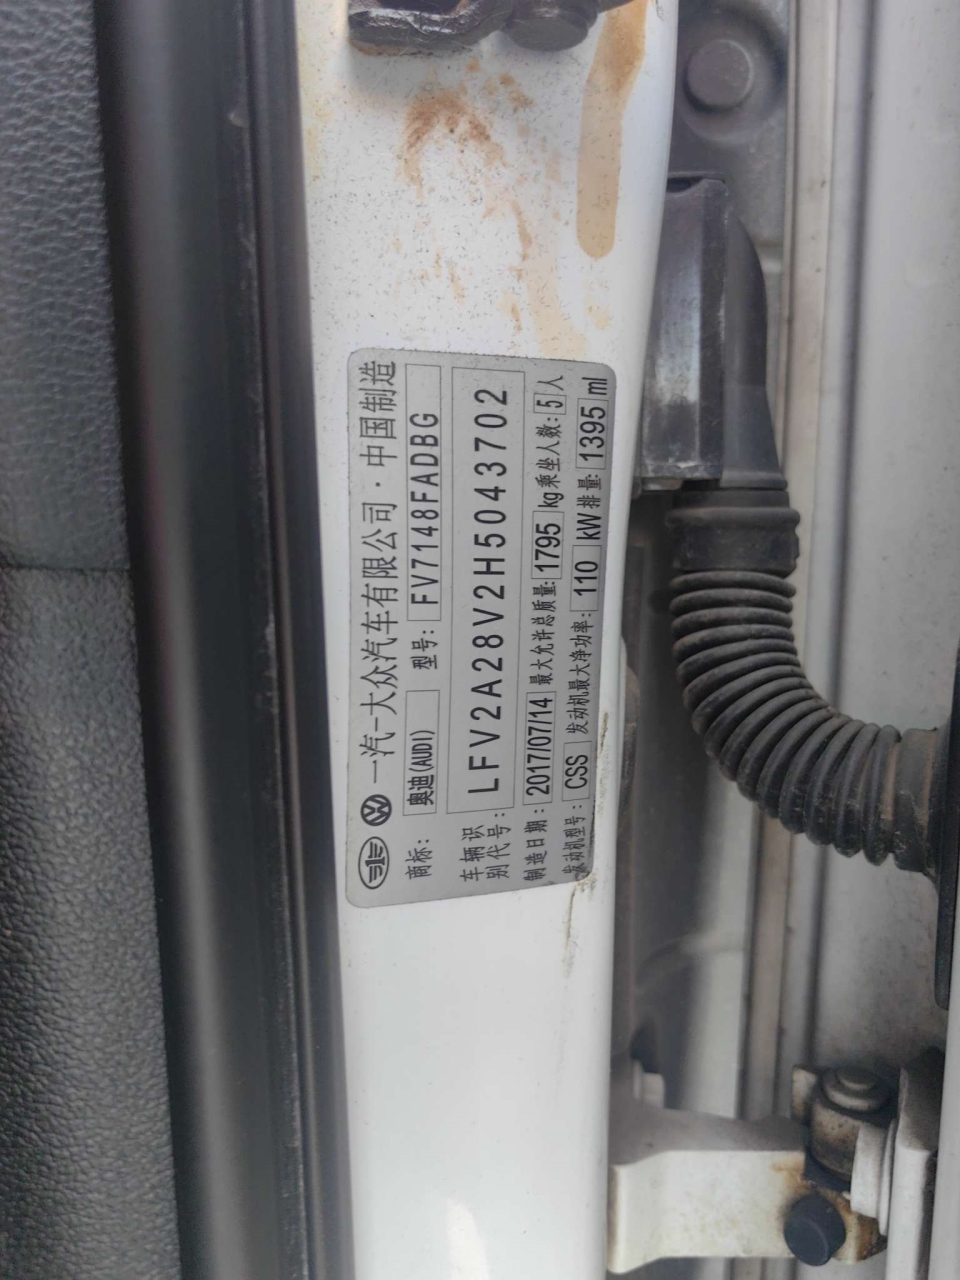 一汽-大众汽车有限公司·中国制造
商标: 奥迪(AUDI) 型号: FV7148FADBG
车辆识别代号: LFV2A28V2H5043702
制造日期: 2017/07/14 最大允许总质量: 1795 kg 乘坐人数: 5 人
发动机型号: CSS 发动机最大净功率: 110 kW 排量: 1395 ml